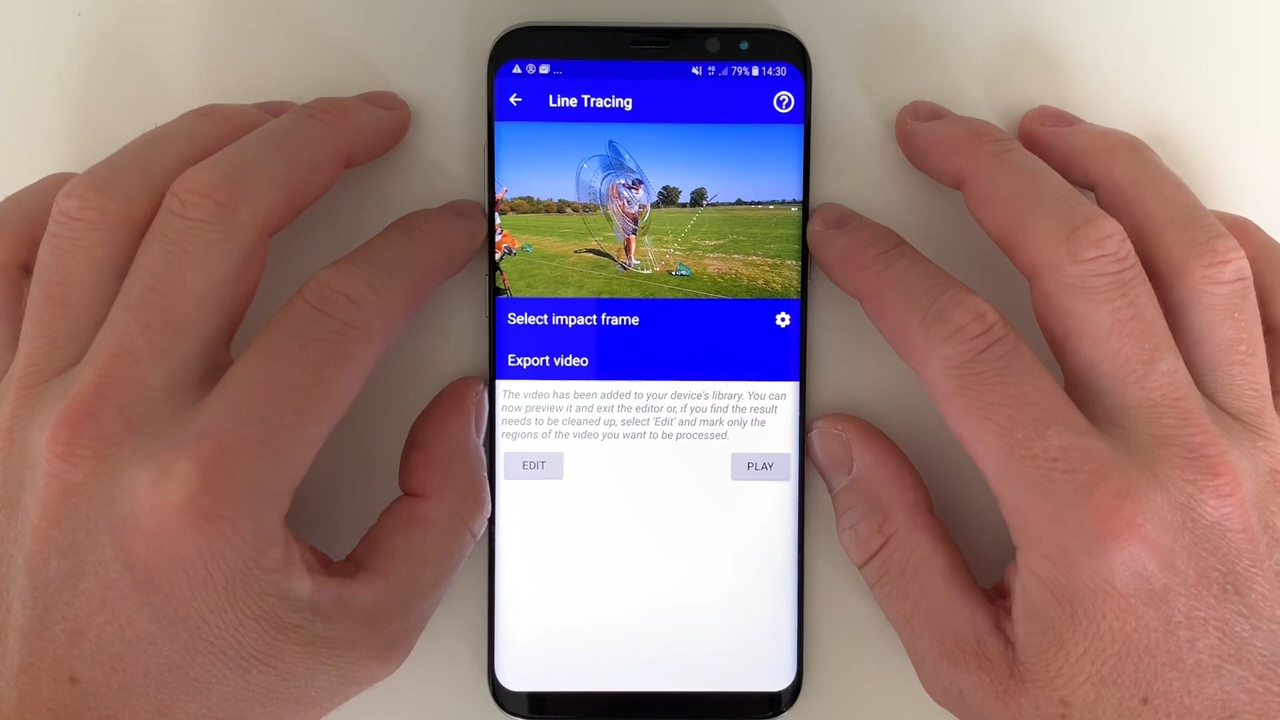 ... 4G 79% 14:30
Line Tracing
Select impact frame
Export video
The video has been added to your device's library. You can
now preview it and exit the editor or, if you find the result
needs to be cleaned up, select 'Edit' and mark only the
regions of the video you want to be processed.
EDIT PLAY